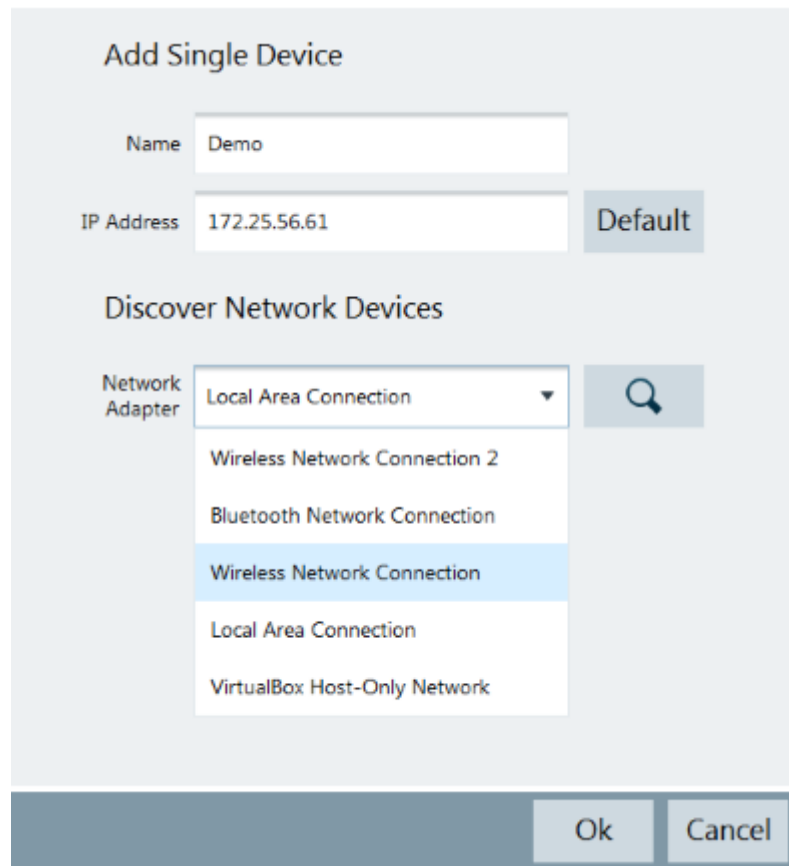 Add Single Device
Name
Demo
IP Address
172.25.56.61
Default
Discover Network Devices
Network
Adapter
Local Area Connection
Wireless Network Connection 2
Bluetooth Network Connection
Wireless Network Connection
Local Area Connection
VirtualBox Host-Only Network
Ok
Cancel